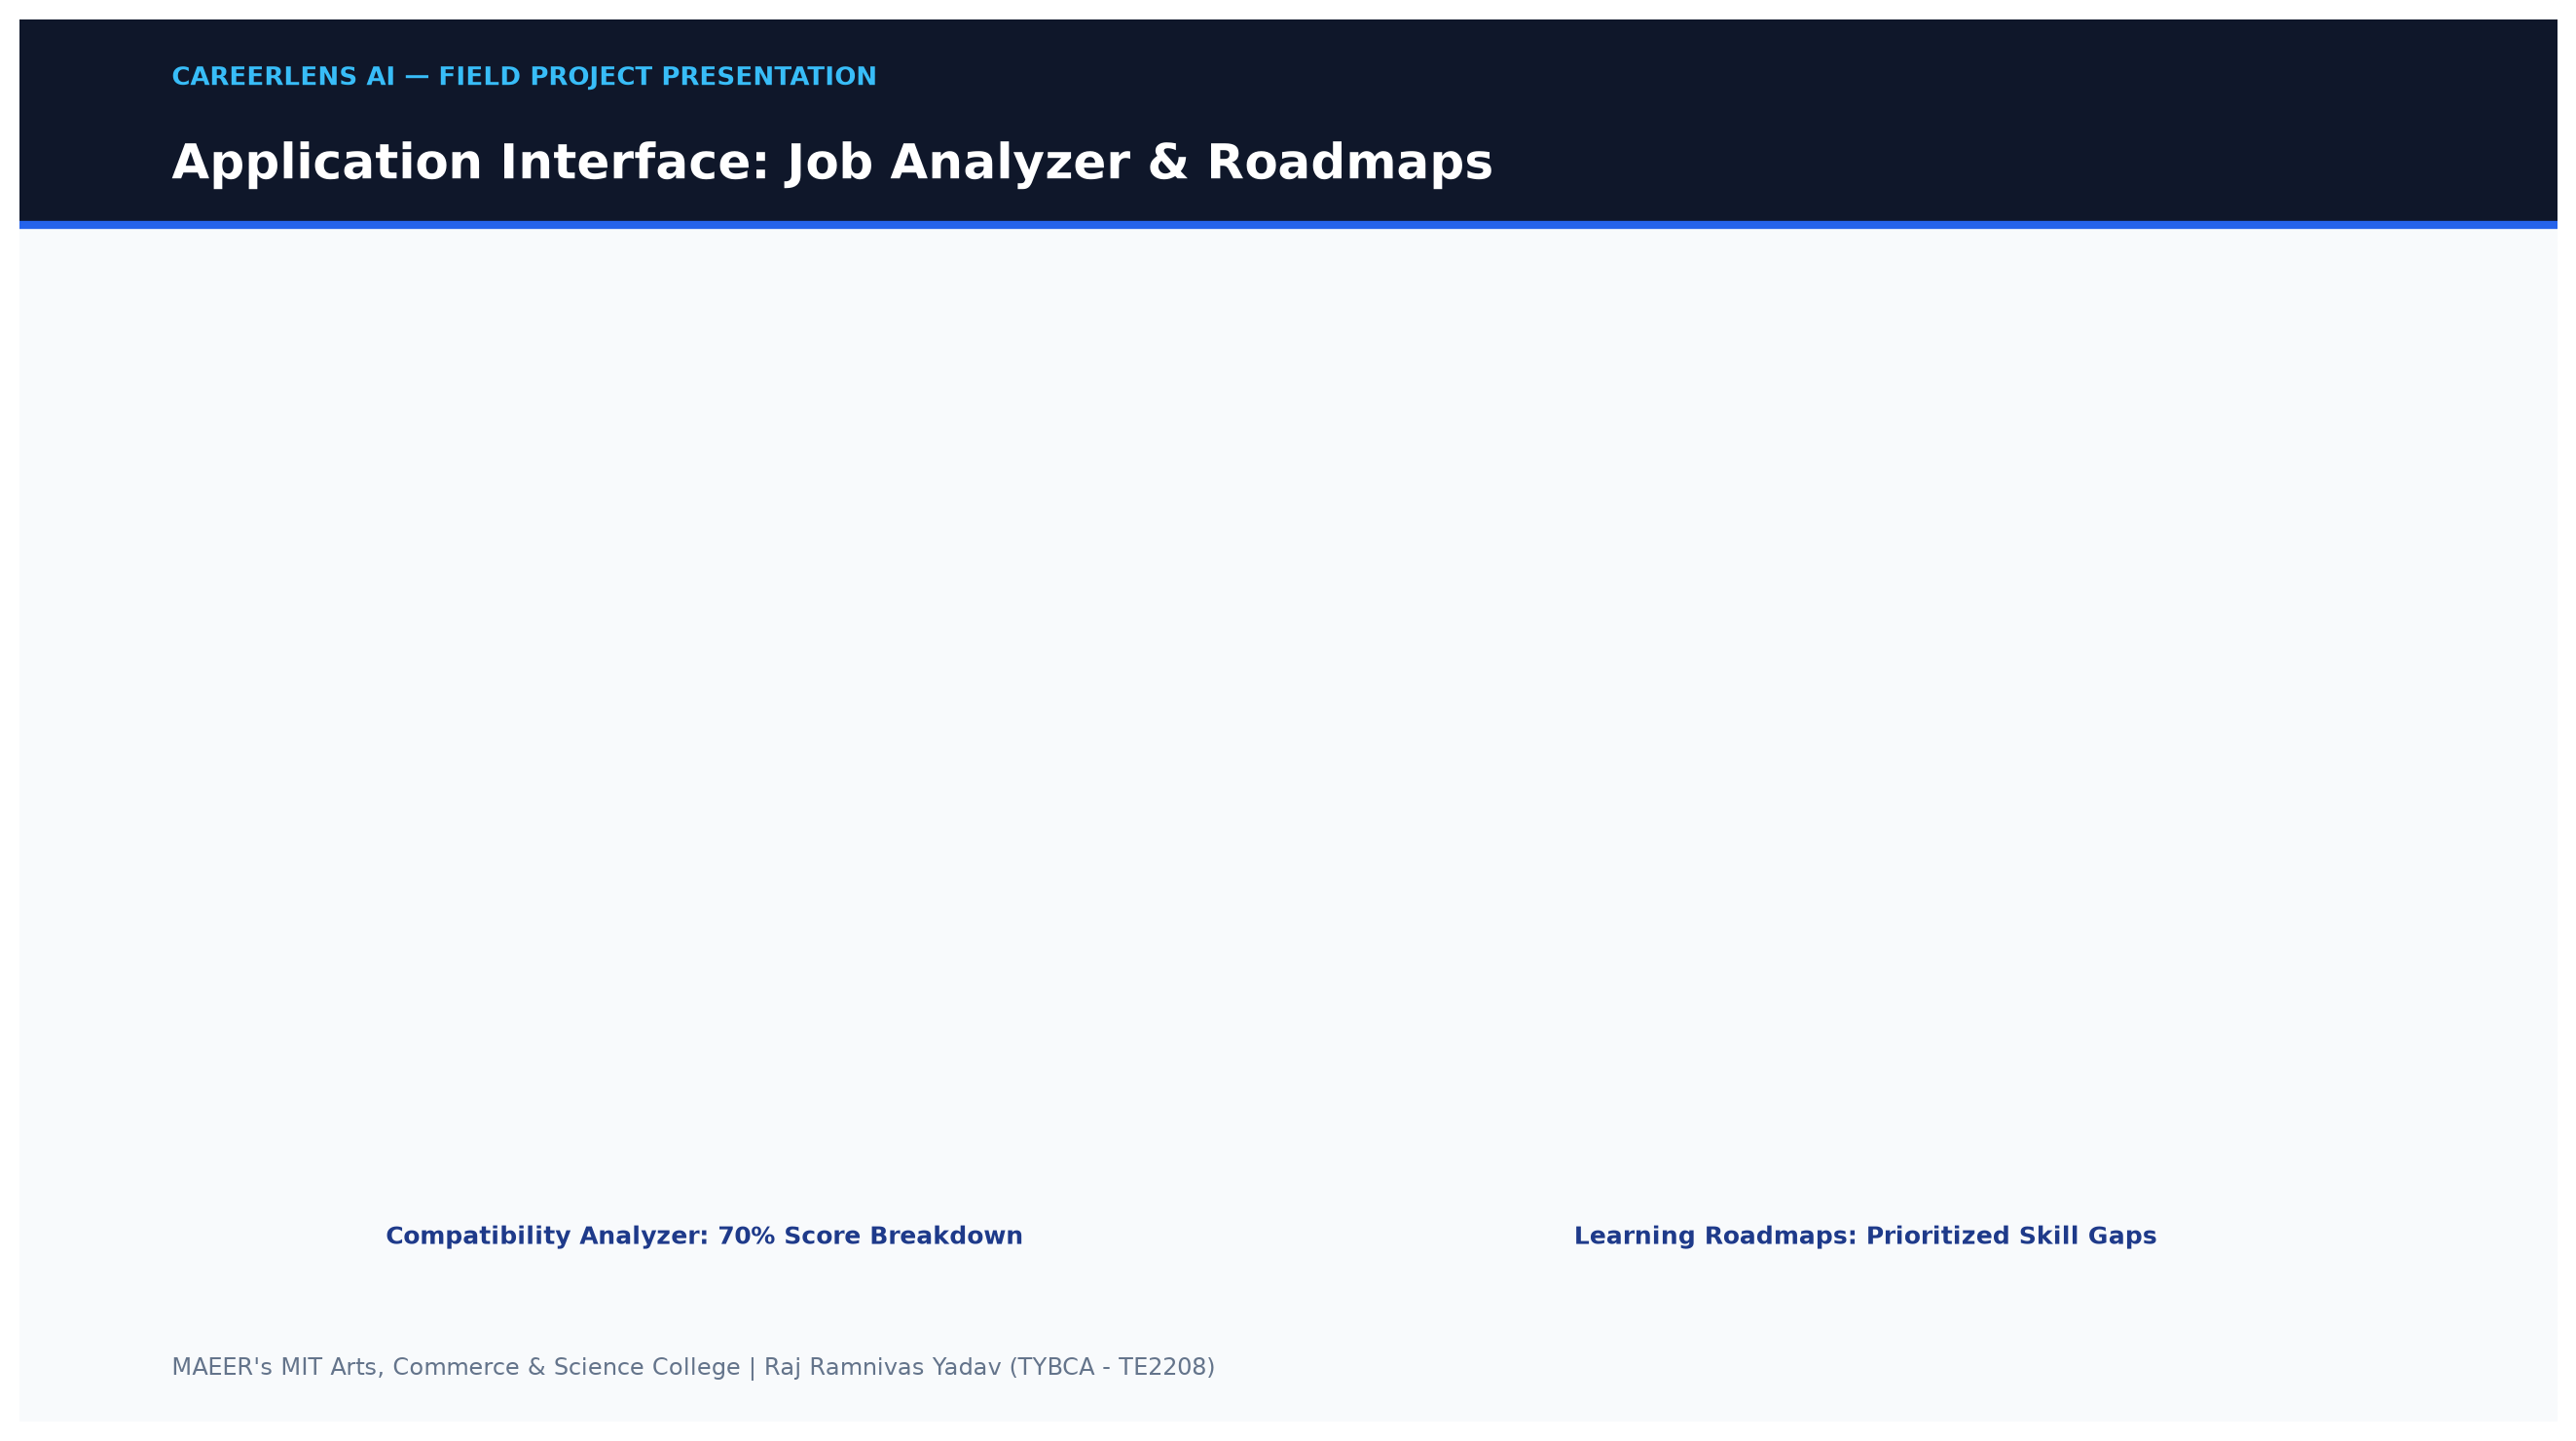 CAREERLENS AI — FIELD PROJECT PRESENTATION
Application Interface: Job Analyzer & Roadmaps
Compatibility Analyzer: 70% Score Breakdown
Learning Roadmaps: Prioritized Skill Gaps
MAEER's MIT Arts, Commerce & Science College | Raj Ramnivas Yadav (TYBCA - TE2208)